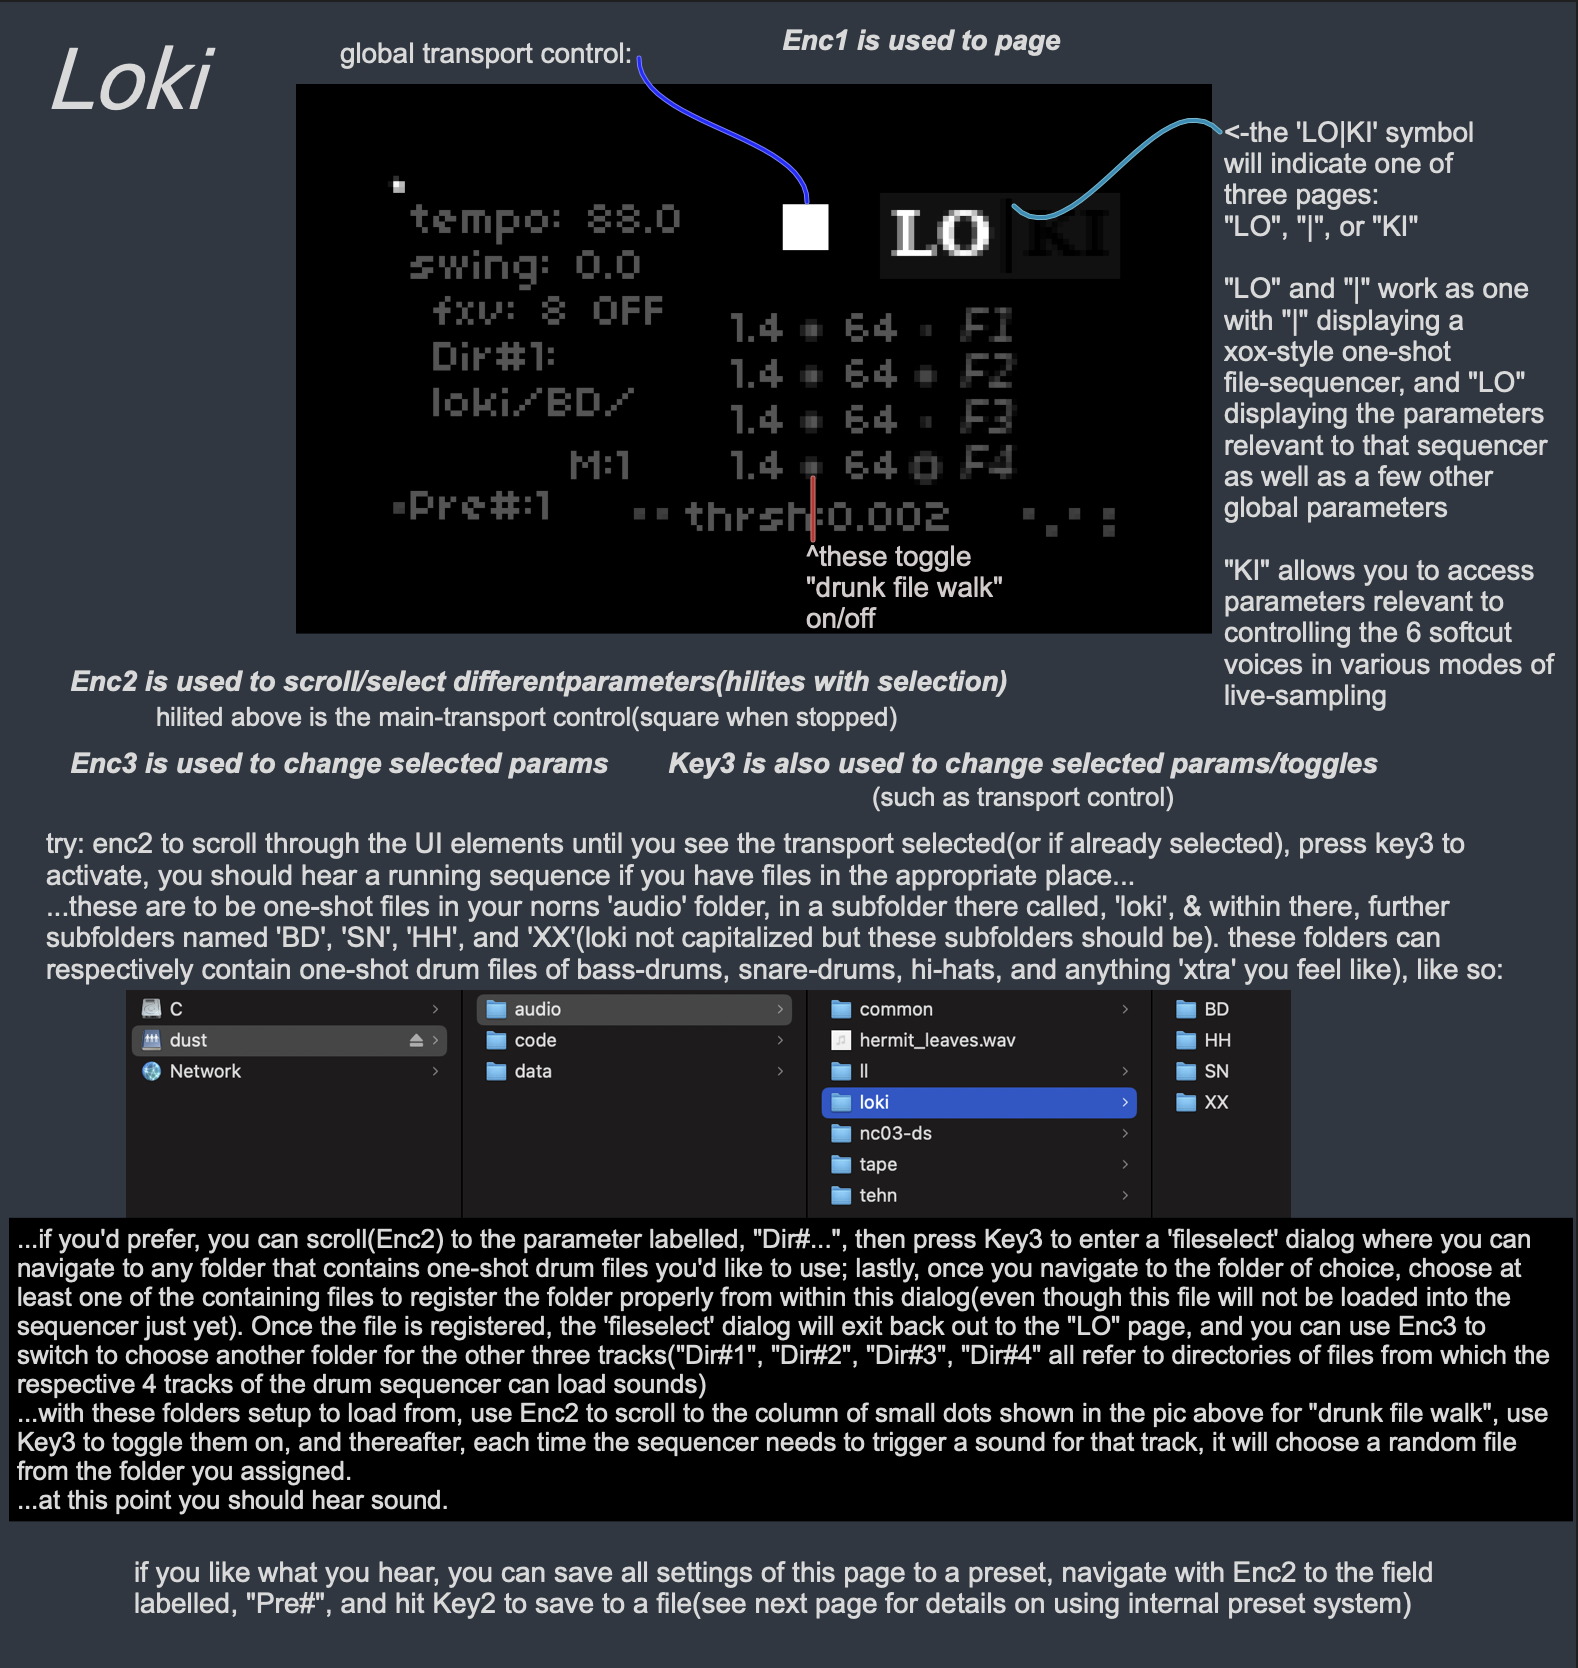 Loki
global transport control:
Enc1 is used to page
<-the 'LO|KI' symbol
will indicate one of
three pages:
"LO", "|", or "KI"
"LO" and "|" work as one
with "|" displaying a
xox-style one-shot
file-sequencer, and "LO"
displaying the parameters
relevant to that sequencer
as well as a few other
global parameters
"KI" allows you to access
parameters relevant to
controlling the 6 softcut
voices in various modes of
live-sampling
LO|KI
tempo: 88.0
swing: 0.0
fxv: 8 OFF
Dir#1:
loki/BD/
M:1
Pre#:1
1.4 64 F1
1.4 64 F2
1.4 64 F3
1.4 64 F4
thrsh:0.002
^these toggle
"drunk file walk"
on/off
Enc2 is used to scroll/select differentparameters(hilites with selection)
hilited above is the main-transport control(square when stopped)
Enc3 is used to change selected params
Key3 is also used to change selected params/toggles
(such as transport control)
try: enc2 to scroll through the UI elements until you see the transport selected(or if already selected), press key3 to
activate, you should hear a running sequence if you have files in the appropriate place...
...these are to be one-shot files in your norns 'audio' folder, in a subfolder there called, 'loki', & within there, further
subfolders named 'BD', 'SN', 'HH', and 'XX'(loki not capitalized but these subfolders should be). these folders can
respectively contain one-shot drum files of bass-drums, snare-drums, hi-hats, and anything 'xtra' you feel like), like so:
C
dust
Network
audio
code
data
common
hermit_leaves.wav
ll
loki
nc03-ds
tape
tehn
BD
HH
SN
XX
...if you'd prefer, you can scroll(Enc2) to the parameter labelled, "Dir#...", then press Key3 to enter a 'fileselect' dialog where you can
navigate to any folder that contains one-shot drum files you'd like to use; lastly, once you navigate to the folder of choice, choose at
least one of the containing files to register the folder properly from within this dialog(even though this file will not be loaded into the
sequencer just yet). Once the file is registered, the 'fileselect' dialog will exit back out to the "LO" page, and you can use Enc3 to
switch to choose another folder for the other three tracks("Dir#1", "Dir#2", "Dir#3", "Dir#4" all refer to directories of files from which the
respective 4 tracks of the drum sequencer can load sounds)
...with these folders setup to load from, use Enc2 to scroll to the column of small dots shown in the pic above for "drunk file walk", use
Key3 to toggle them on, and thereafter, each time the sequencer needs to trigger a sound for that track, it will choose a random file
from the folder you assigned.
...at this point you should hear sound.
if you like what you hear, you can save all settings of this page to a preset, navigate with Enc2 to the field
labelled, "Pre#", and hit Key2 to save to a file(see next page for details on using internal preset system)